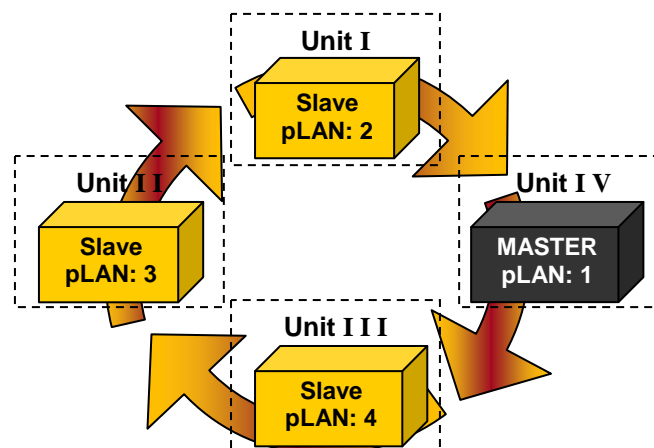 Unit I
Slave
pLAN: 2
Unit I I
Slave
pLAN: 3
Unit I V
MASTER
pLAN: 1
Unit I I I
Slave
pLAN: 4